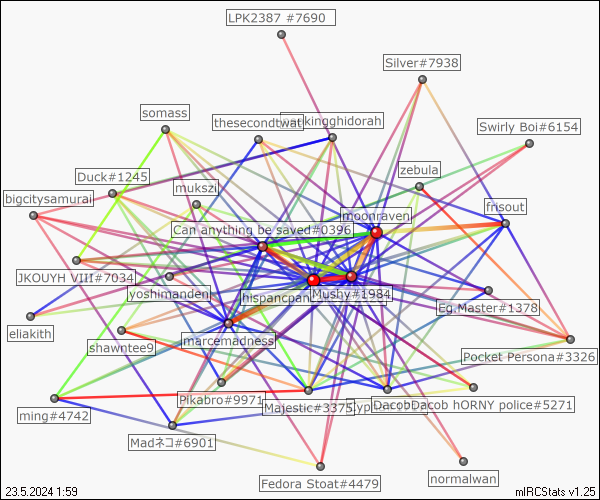 LPK2387 #7690
Silver#7938
somass
thesecondtwat
kingghidorah
Swirly Boi#6154
zebula
Duck#1245
mukszi
bigcitysamurai
frisout
moonraven
Can anything be saved#0396
JKOUYH VIII#7034
yoshimandeni
hispancpan
Mushy#1984
Eg.Master#1378
eliakith
shawntee9
marcemadness
Pocket Persona#3326
Pikabro#9971
ming#4742
Majestic#3375
DacobDacob hORNY police#5271
Madネコ#6901
Fedora Stoat#4479
normalwan
23.5.2024 1:59
mIRCStats v1.25